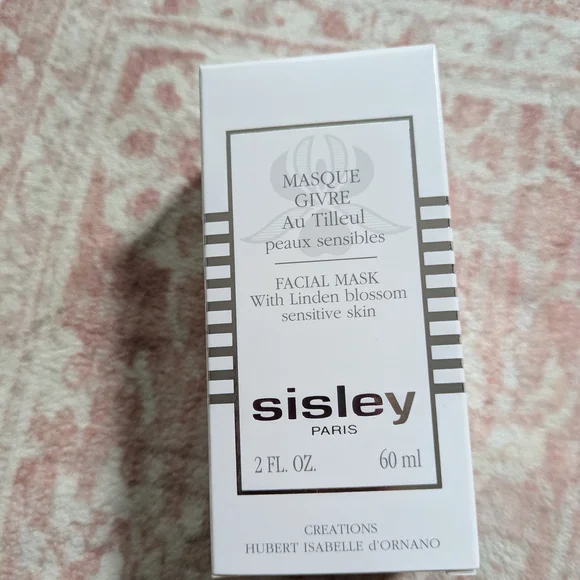 MASQUE
GIVRE
Au Tilleul
peaux sensibles
FACIAL MASK
With Linden blossom
sensitive skin
sisley
PARIS
2 FL. OZ. 60 ml
CREATIONS
HUBERT ISABELLE d'ORNANO